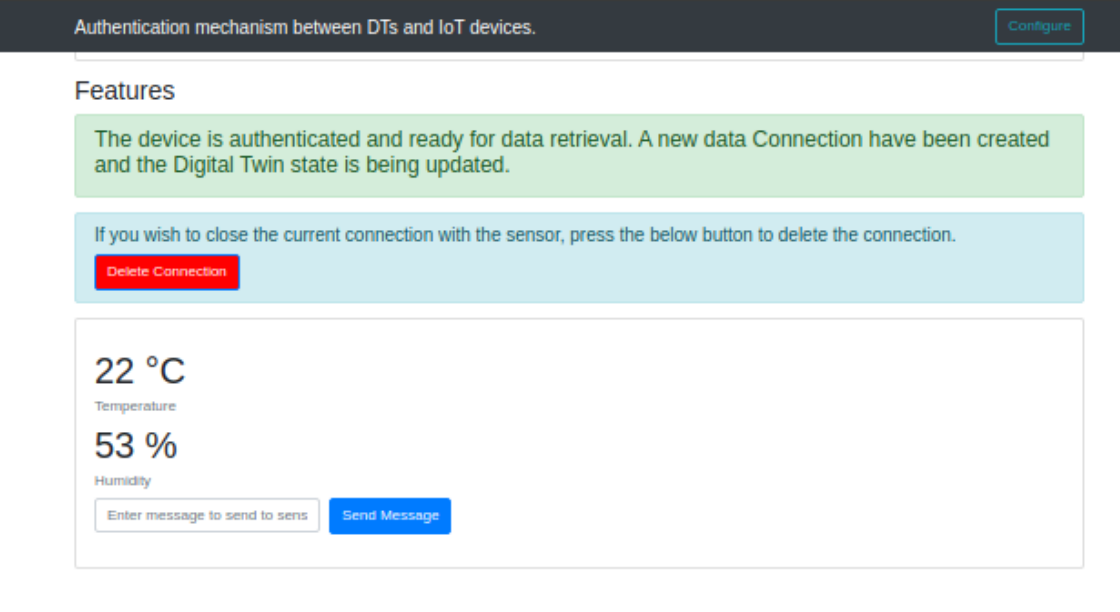 Authentication mechanism between DTs and IoT devices.
Configure
Features
The device is authenticated and ready for data retrieval. A new data Connection have been created
and the Digital Twin state is being updated.
If you wish to close the current connection with the sensor, press the below button to delete the connection.
Delete Connection
22 °C
Temperature
53 %
Humidity
Enter message to send to sens
Send Message